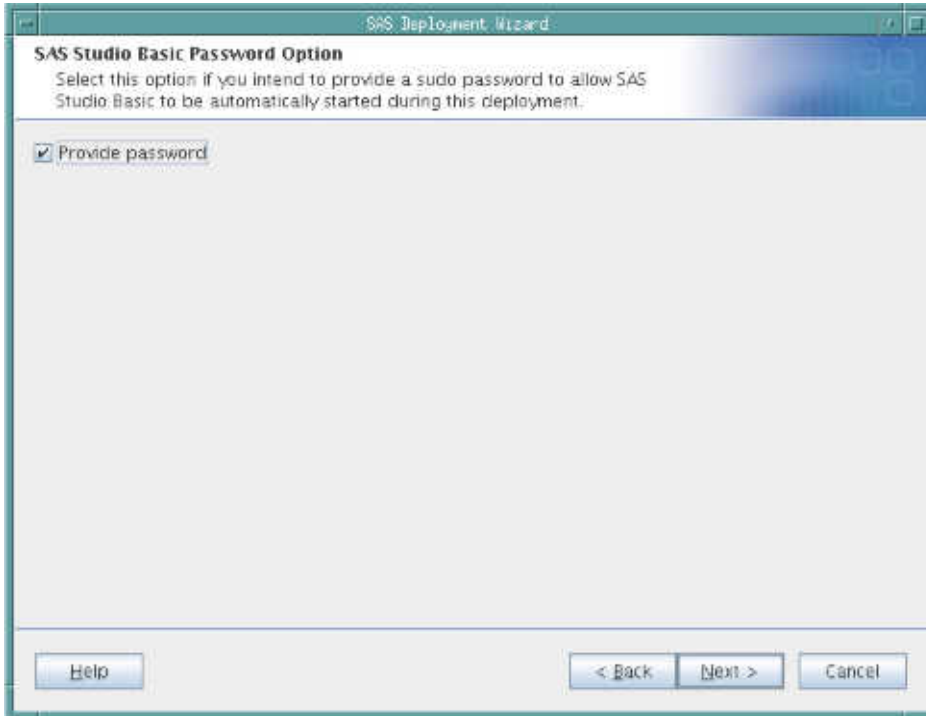 SAS Deployment Wizard
SAS Studio Basic Password Option
Select this option if you intend to provide a sudo password to allow SAS
Studio Basic to be automatically started during this deployment.
Provide password
Help
< Back
Next >
Cancel